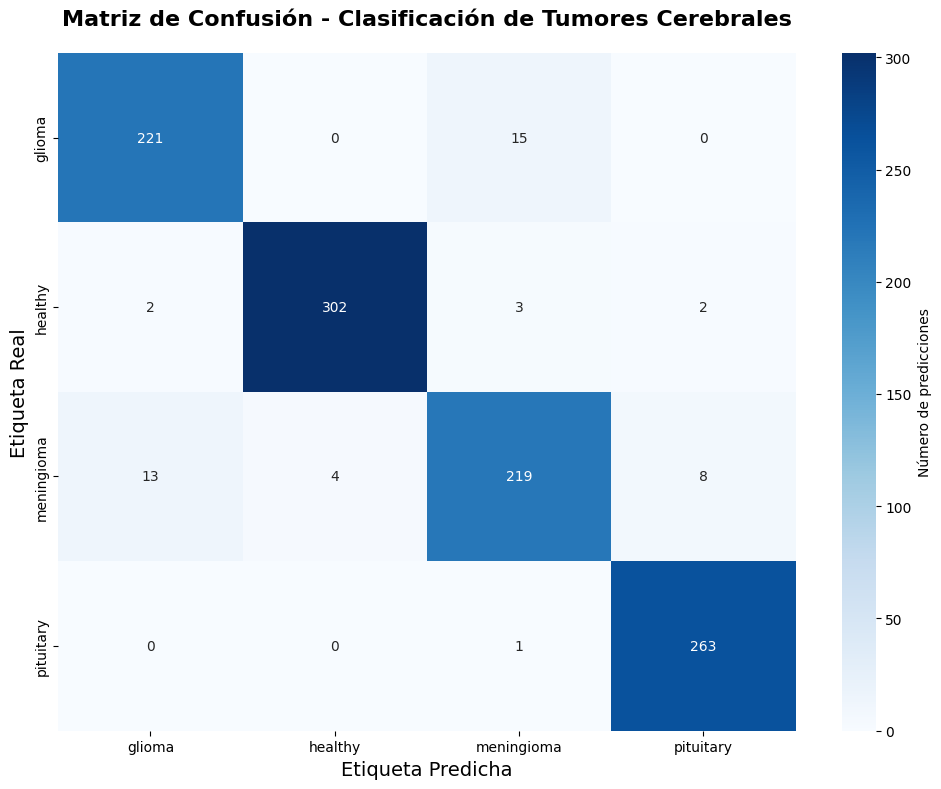 Matriz de Confusión - Clasificación de Tumores Cerebrales
Etiqueta Real
glioma
221 0 15 0
healthy
2 302 3 2
meningioma
13 4 219 8
pituitary
0 0 1 263
glioma healthy meningioma pituitary
Etiqueta Predicha
300
250
200
150
100
50
0
Número de predicciones